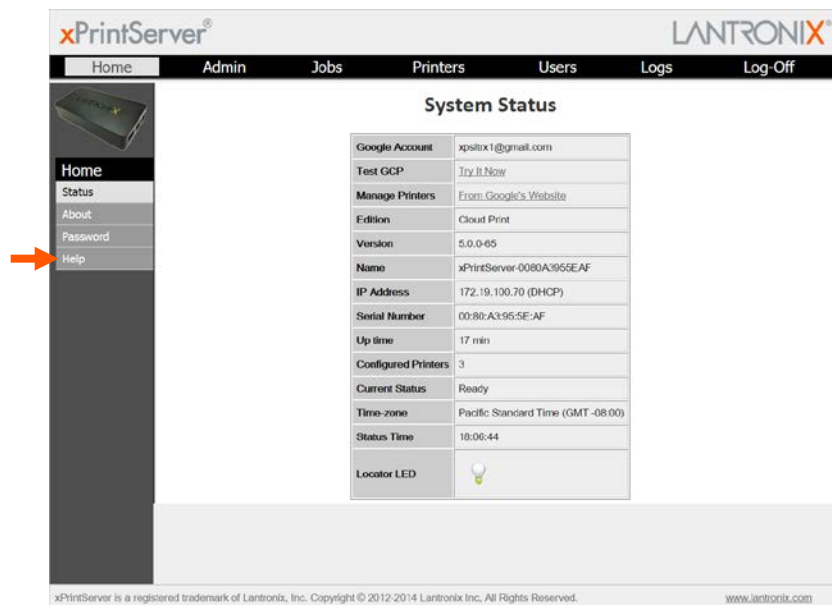 xPrintServer®
LANTRONIX®
Home Admin Jobs Printers Users Logs Log-Off
LANTRONIX
System Status
Home
Status
About
Password
Help
Google Account xpsltrx1@gmail.com
Test GCP Try It Now
Manage Printers From Google's Website
Edition Cloud Print
Version 5.0.0-65
Name xPrintServer-0080A3955EAF
IP Address 172.19.100.70 (DHCP)
Serial Number 00:80:A3:95:5E:AF
Up time 17 min
Configured Printers 3
Current Status Ready
Time-zone Pacific Standard Time (GMT -08:00)
Status Time 18:06:44
Locator LED
xPrintServer is a registered trademark of Lantronix, Inc. Copyright © 2012-2014 Lantronix Inc, All Rights Reserved. www.lantronix.com